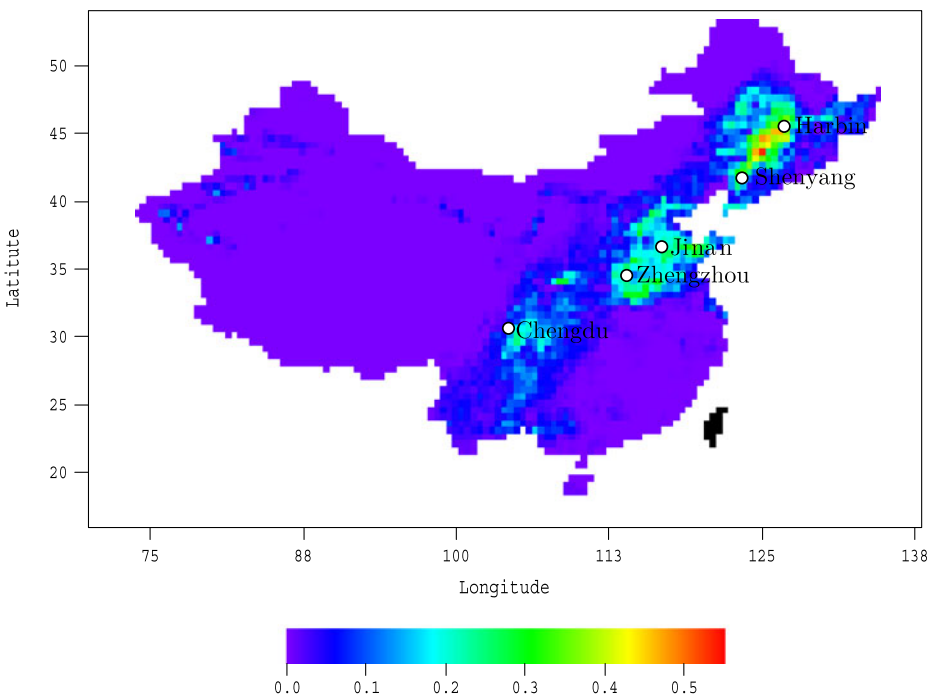 50
45
40
35
30
25
20
Latitute
Harbin
Shenyang
Jinan
Zhengzhou
Chengdu
75 88 100 113 125 138
Longitude
0.0 0.1 0.2 0.3 0.4 0.5